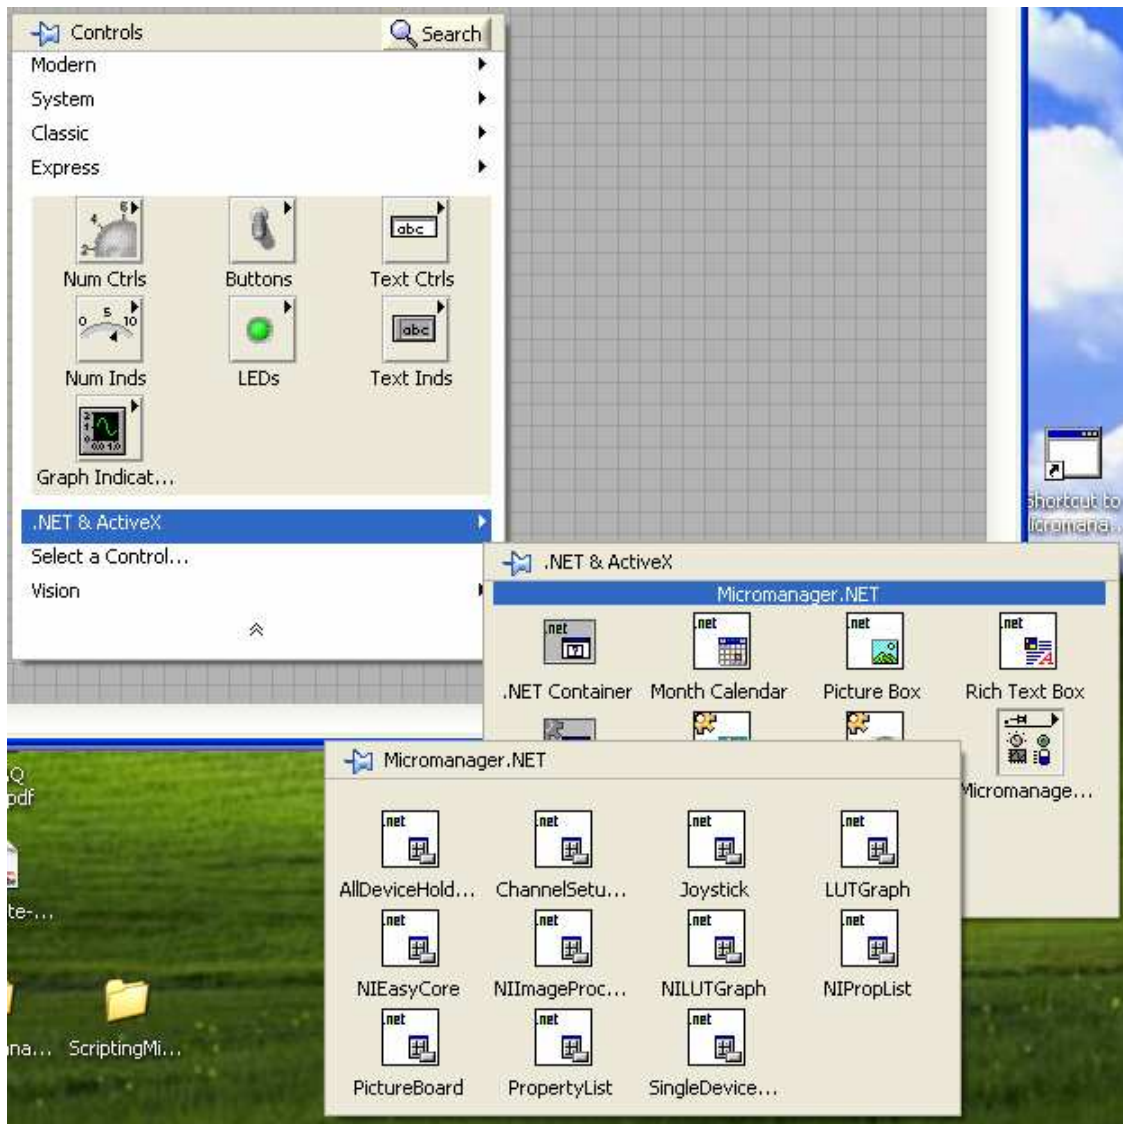 Controls
Search
Modern
System
Classic
Express
Num Ctrls
Buttons
Text Ctrls
Num Inds
LEDs
Text Inds
Graph Indicat...
.NET & ActiveX
Select a Control...
Vision
Shortcut to
.NET & ActiveX
Micromanager.NET
.NET Container
Month Calendar
Picture Box
Rich Text Box
Micromanage...
Micromanager.NET
AllDeviceHold...
ChannelSetu...
Joystick
LUTGraph
NIEasyCore
NIImageProc...
NILUTGraph
NIPropList
PictureBoard
PropertyList
SingleDevice...
ScriptingMi...